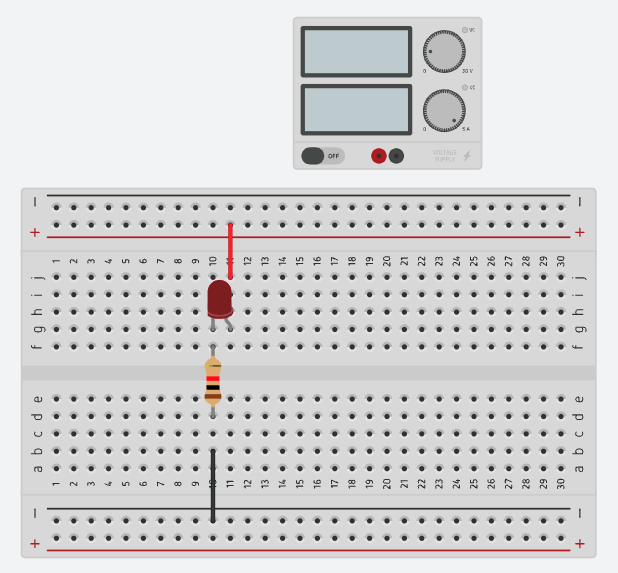 VC
0 30 V
CC
0 5 A
OFF
VOLTAGE
SUPPLY
− −
+ +
1 2 3 4 5 6 7 8 9 10 11 12 13 14 15 16 17 18 19 20 21 22 23 24 25 26 27 28 29 30
j j
i i
h h
g g
f f
e e
d d
c c
b b
a a
1 2 3 4 5 6 7 8 9 10 11 12 13 14 15 16 17 18 19 20 21 22 23 24 25 26 27 28 29 30
− −
+ +